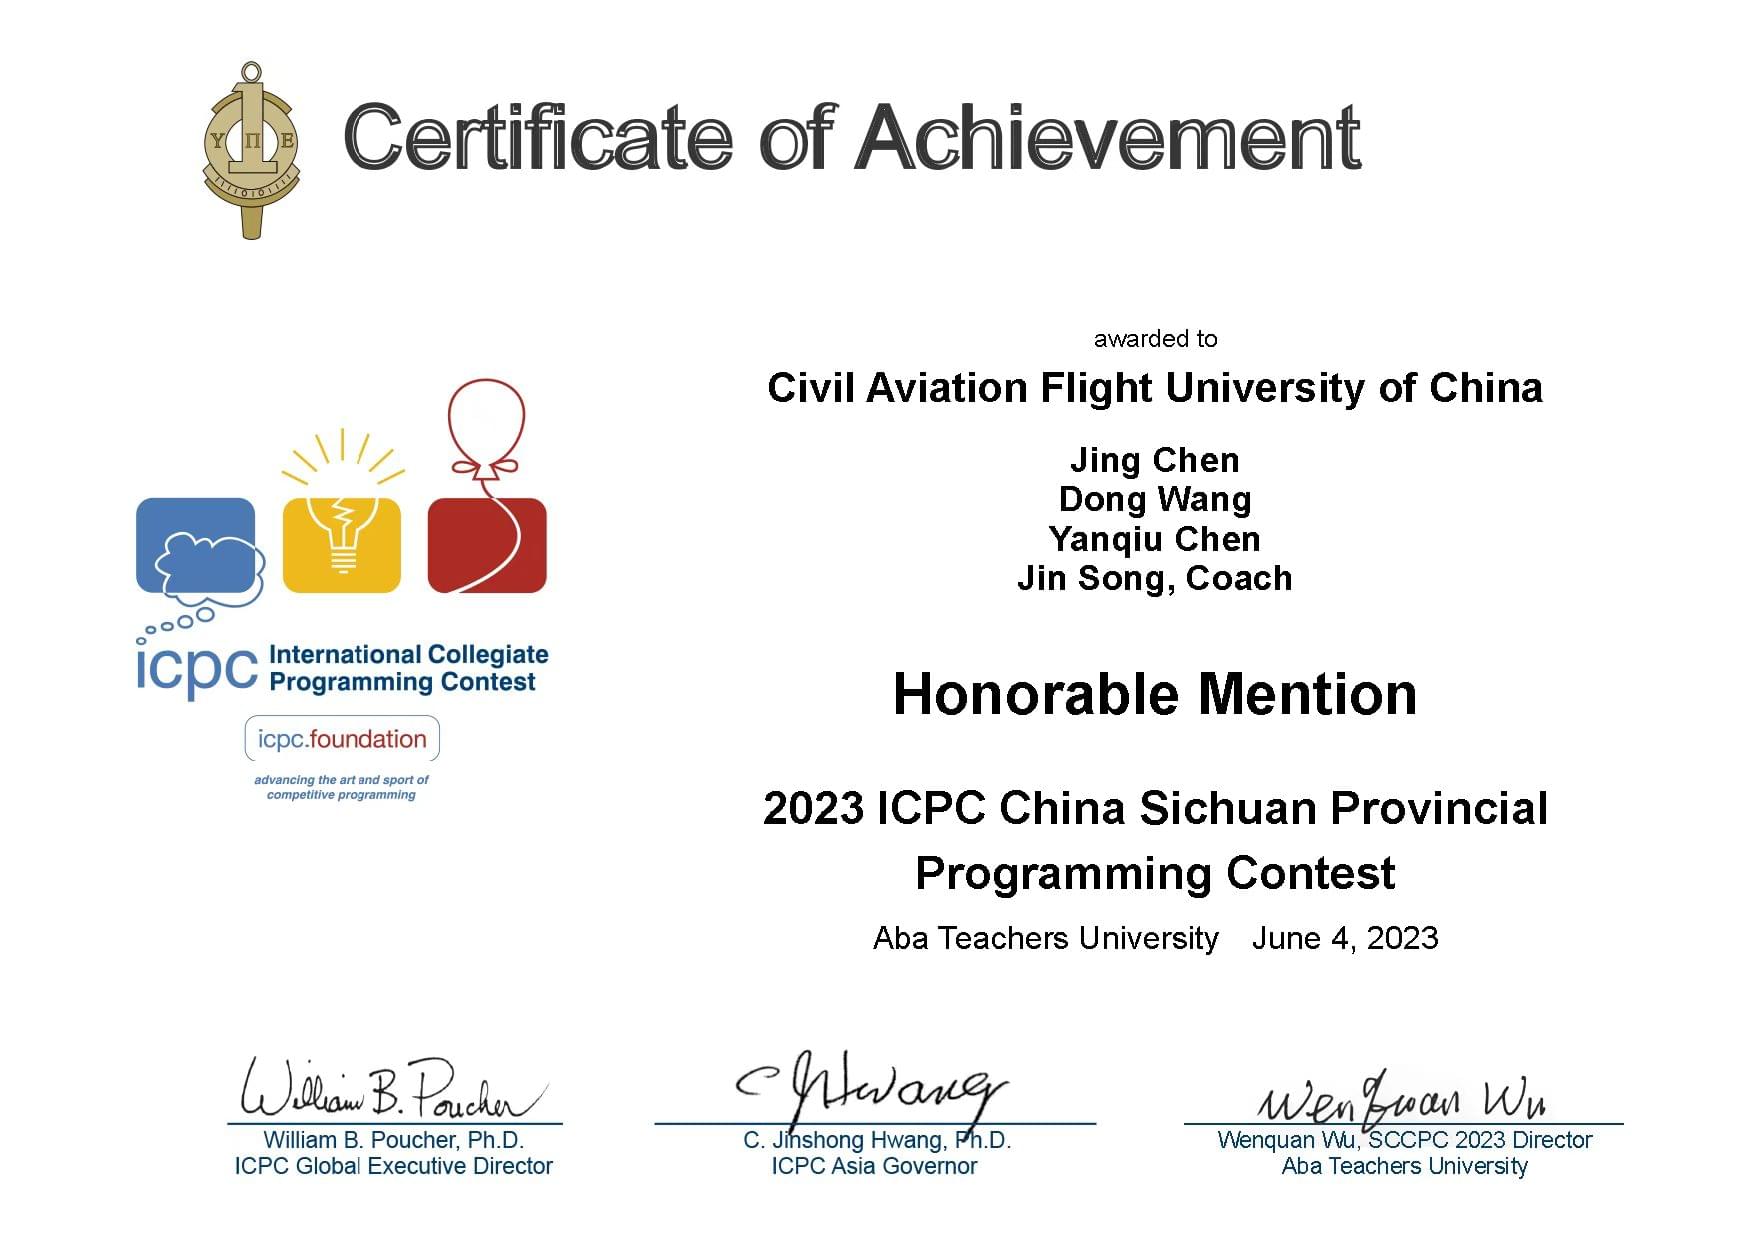 Υ Π Ε
Certificate of Achievement
awarded to
Civil Aviation Flight University of China
Jing Chen
Dong Wang
Yanqiu Chen
Jin Song, Coach
icpc International Collegiate
Programming Contest
icpc.foundation
advancing the art and sport of
competitive programming
Honorable Mention
2023 ICPC China Sichuan Provincial
Programming Contest
Aba Teachers University June 4, 2023
William B. Poucher
William B. Poucher, Ph.D.
ICPC Global Executive Director
C JHwang
C. Jinshong Hwang, Ph.D.
ICPC Asia Governor
Wenquan Wu
Wenquan Wu, SCCPC 2023 Director
Aba Teachers University